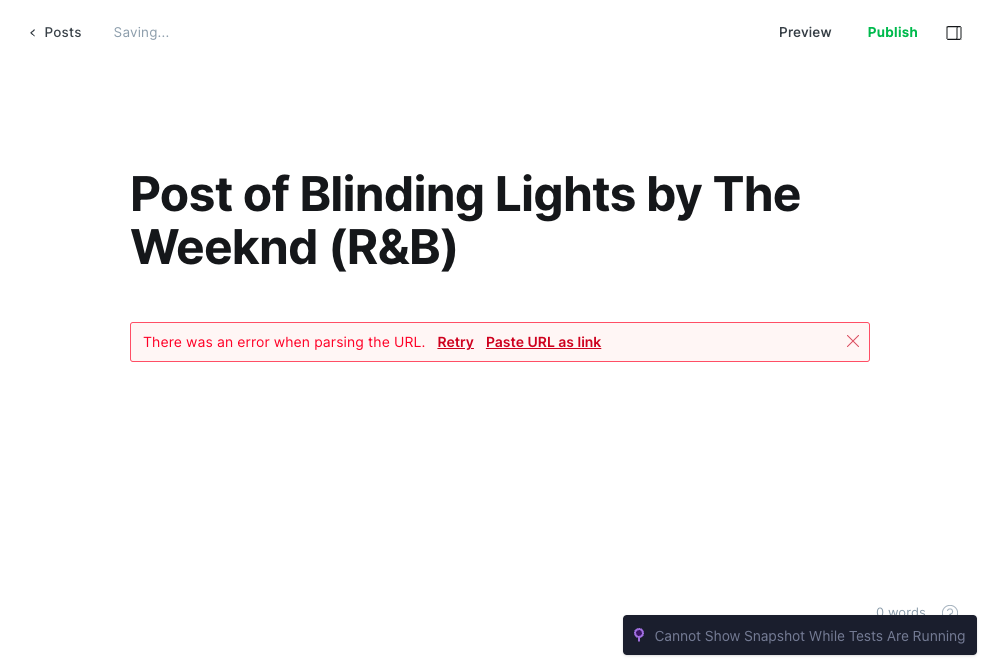 Posts Saving... Preview Publish
Post of Blinding Lights by The
Weeknd (R&B)
There was an error when parsing the URL. Retry Paste URL as link
0 words ?
Cannot Show Snapshot While Tests Are Running